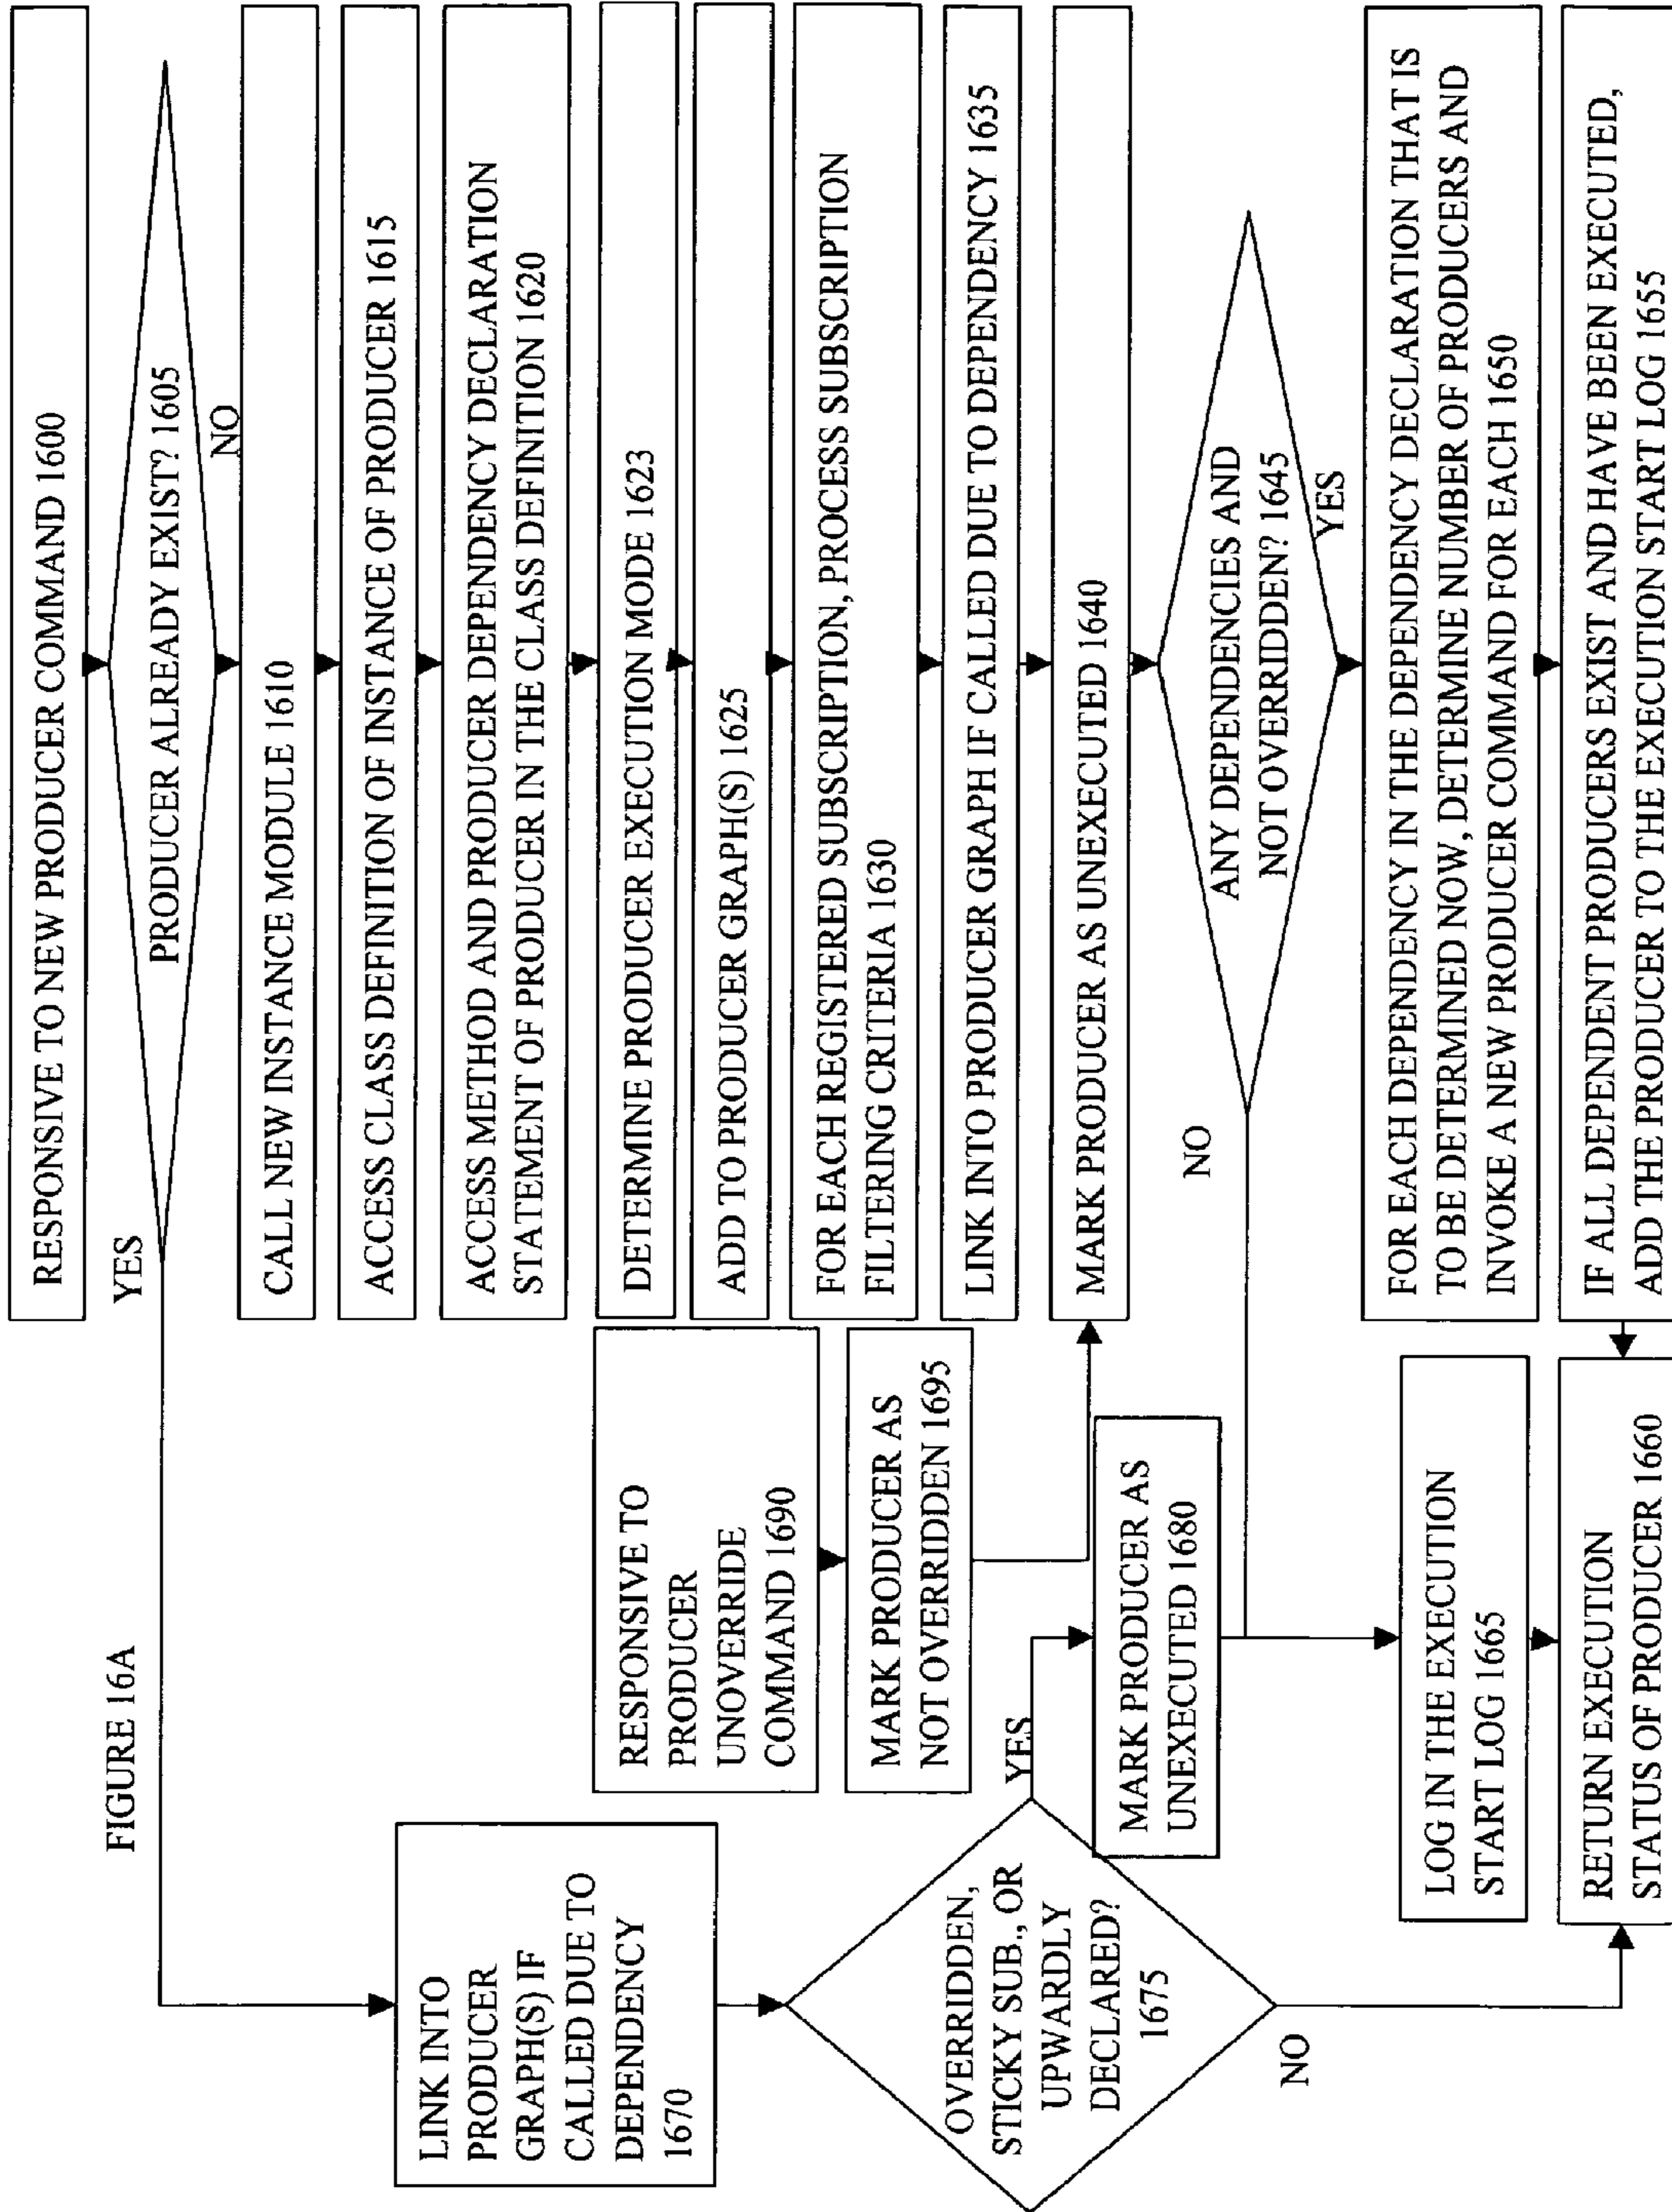 FIGURE 16A
RESPONSIVE TO NEW PRODUCER COMMAND 1600
PRODUCER ALREADY EXIST? 1605
YES
NO
CALL NEW INSTANCE MODULE 1610
ACCESS CLASS DEFINITION OF INSTANCE OF PRODUCER 1615
ACCESS METHOD AND PRODUCER DEPENDENCY DECLARATION
STATEMENT OF PRODUCER IN THE CLASS DEFINITION 1620
DETERMINE PRODUCER EXECUTION MODE 1623
ADD TO PRODUCER GRAPH(S) 1625
FOR EACH REGISTERED SUBSCRIPTION, PROCESS SUBSCRIPTION
FILTERING CRITERIA 1630
LINK INTO PRODUCER GRAPH IF CALLED DUE TO DEPENDENCY 1635
MARK PRODUCER AS UNEXECUTED 1640
ANY DEPENDENCIES AND
NOT OVERRIDDEN? 1645
NO
YES
FOR EACH DEPENDENCY IN THE DEPENDENCY DECLARATION THAT IS
TO BE DETERMINED NOW, DETERMINE NUMBER OF PRODUCERS AND
INVOKE A NEW PRODUCER COMMAND FOR EACH 1650
IF ALL DEPENDENT PRODUCERS EXIST AND HAVE BEEN EXECUTED,
ADD THE PRODUCER TO THE EXECUTION START LOG 1655
RESPONSIVE TO
PRODUCER
UNOVERRIDE
COMMAND 1690
MARK PRODUCER AS
NOT OVERRIDDEN 1695
LINK INTO
PRODUCER
GRAPH(S) IF
CALLED DUE TO
DEPENDENCY
1670
OVERRIDDEN,
STICKY SUB., OR
UPWARDLY
DECLARED?
1675
YES
NO
MARK PRODUCER AS
UNEXECUTED 1680
LOG IN THE EXECUTION
START LOG 1665
RETURN EXECUTION
STATUS OF PRODUCER 1660